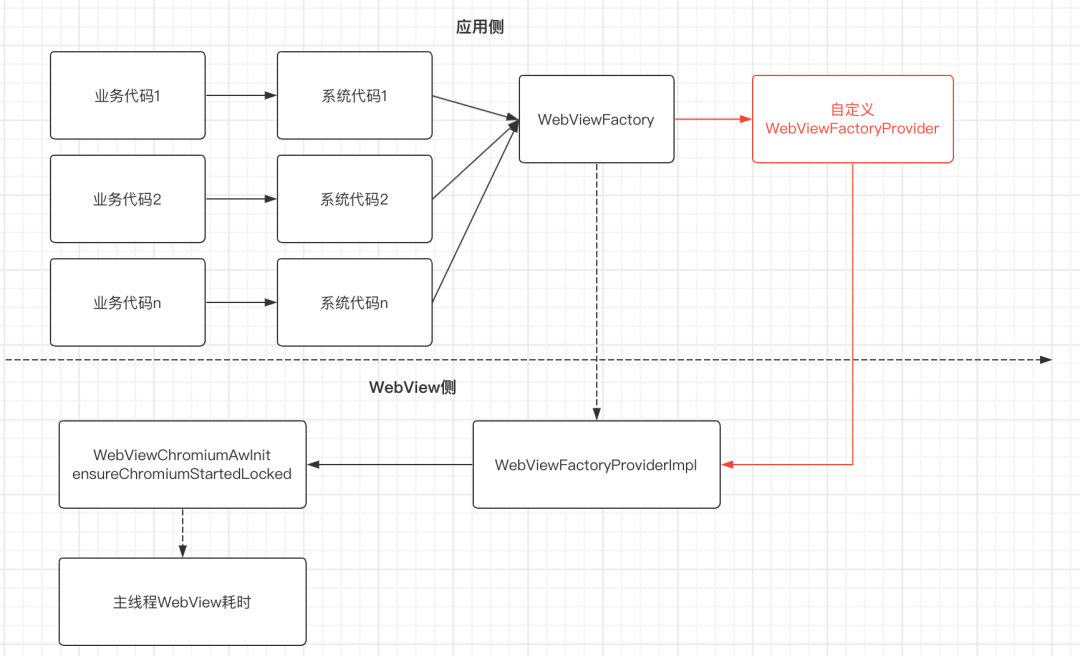 应用侧
业务代码1
系统代码1
WebViewFactory
自定义
WebViewFactoryProvider
业务代码2
系统代码2
业务代码n
系统代码n
WebView侧
WebViewChromiumAwInit
ensureChromiumStartedLocked
WebViewFactoryProviderImpl
主线程WebView耗时